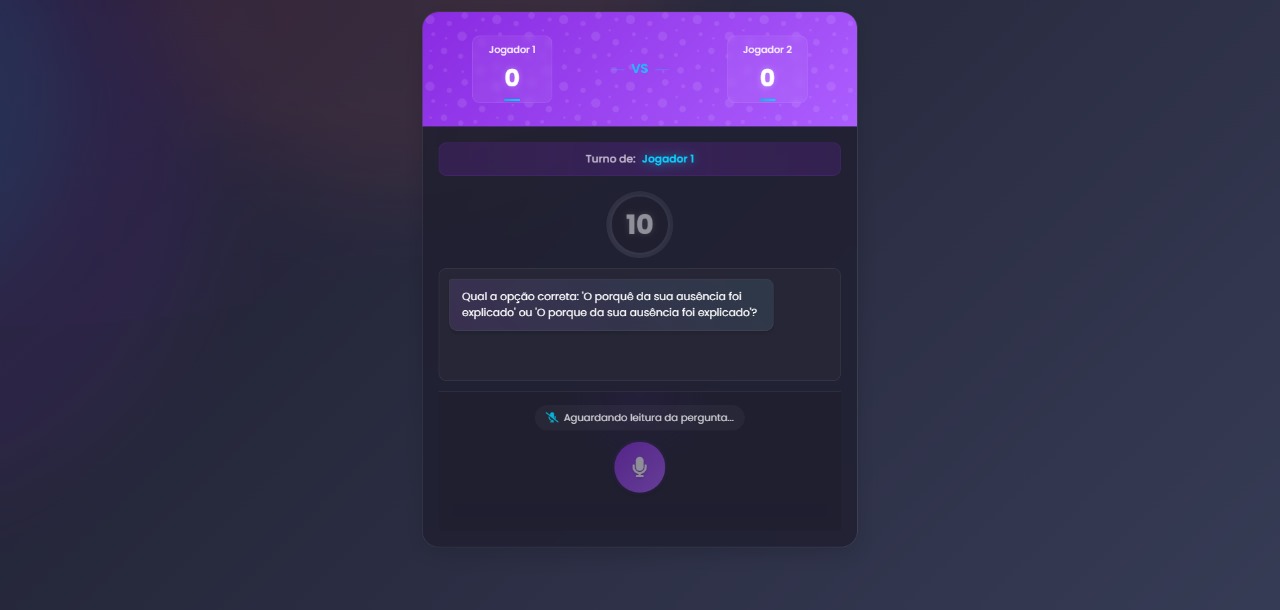 Jogador 1
0
VS
Jogador 2
0
Turno de: Jogador 1
10
Qual a opção correta: 'O porquê da sua ausência foi
explicado' ou 'O porque da sua ausência foi explicado'?
Aguardando leitura da pergunta...